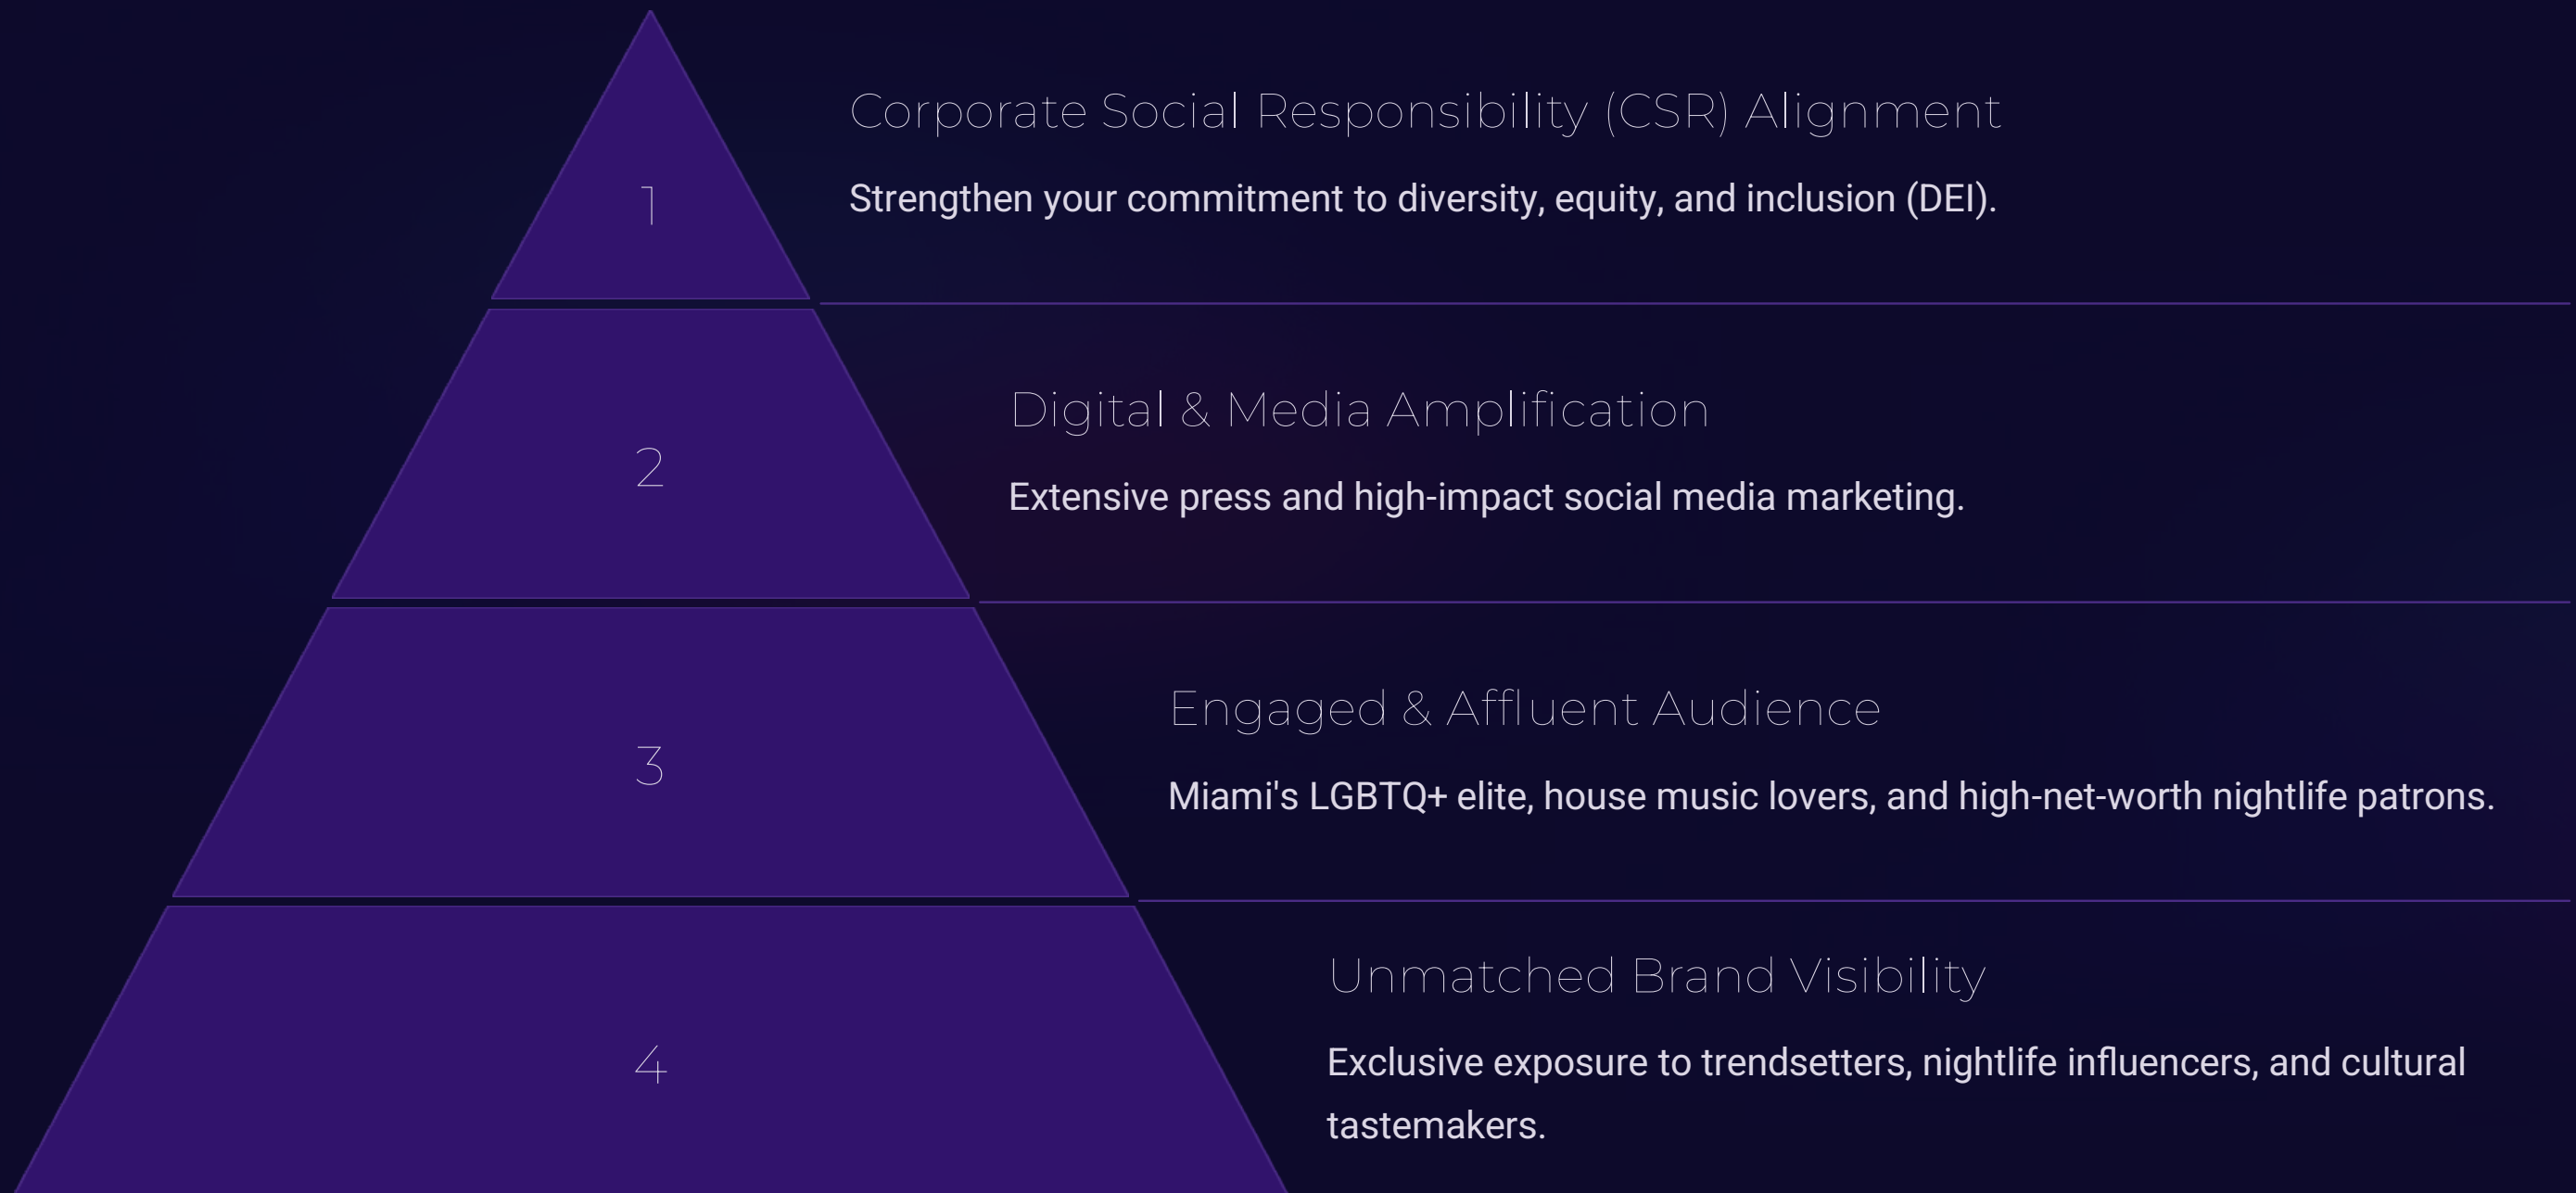 1
Corporate Social Responsibility (CSR) Alignment
Strengthen your commitment to diversity, equity, and inclusion (DEI).
2
Digital & Media Amplification
Extensive press and high-impact social media marketing.
3
Engaged & Affluent Audience
Miami's LGBTQ+ elite, house music lovers, and high-net-worth nightlife patrons.
4
Unmatched Brand Visibility
Exclusive exposure to trendsetters, nightlife influencers, and cultural
tastemakers.